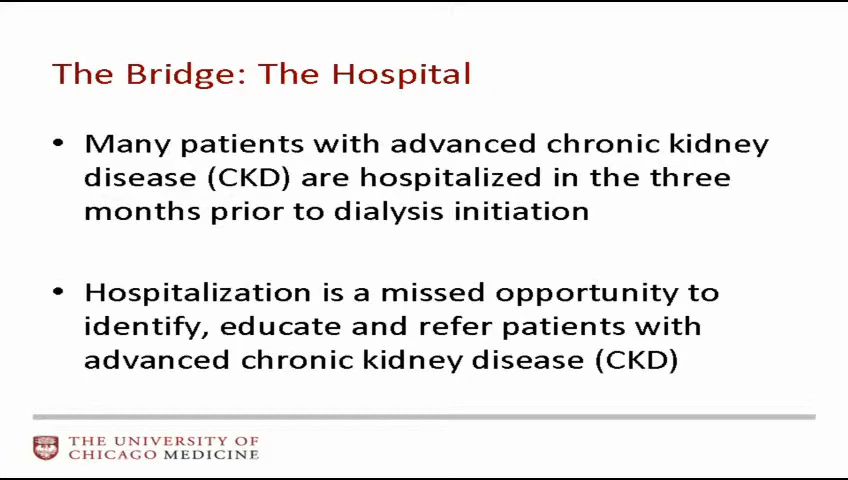 The Bridge: The Hospital
• Many patients with advanced chronic kidney
disease (CKD) are hospitalized in the three
months prior to dialysis initiation
• Hospitalization is a missed opportunity to
identify, educate and refer patients with
advanced chronic kidney disease (CKD)
THE UNIVERSITY OF
CHICAGO MEDICINE